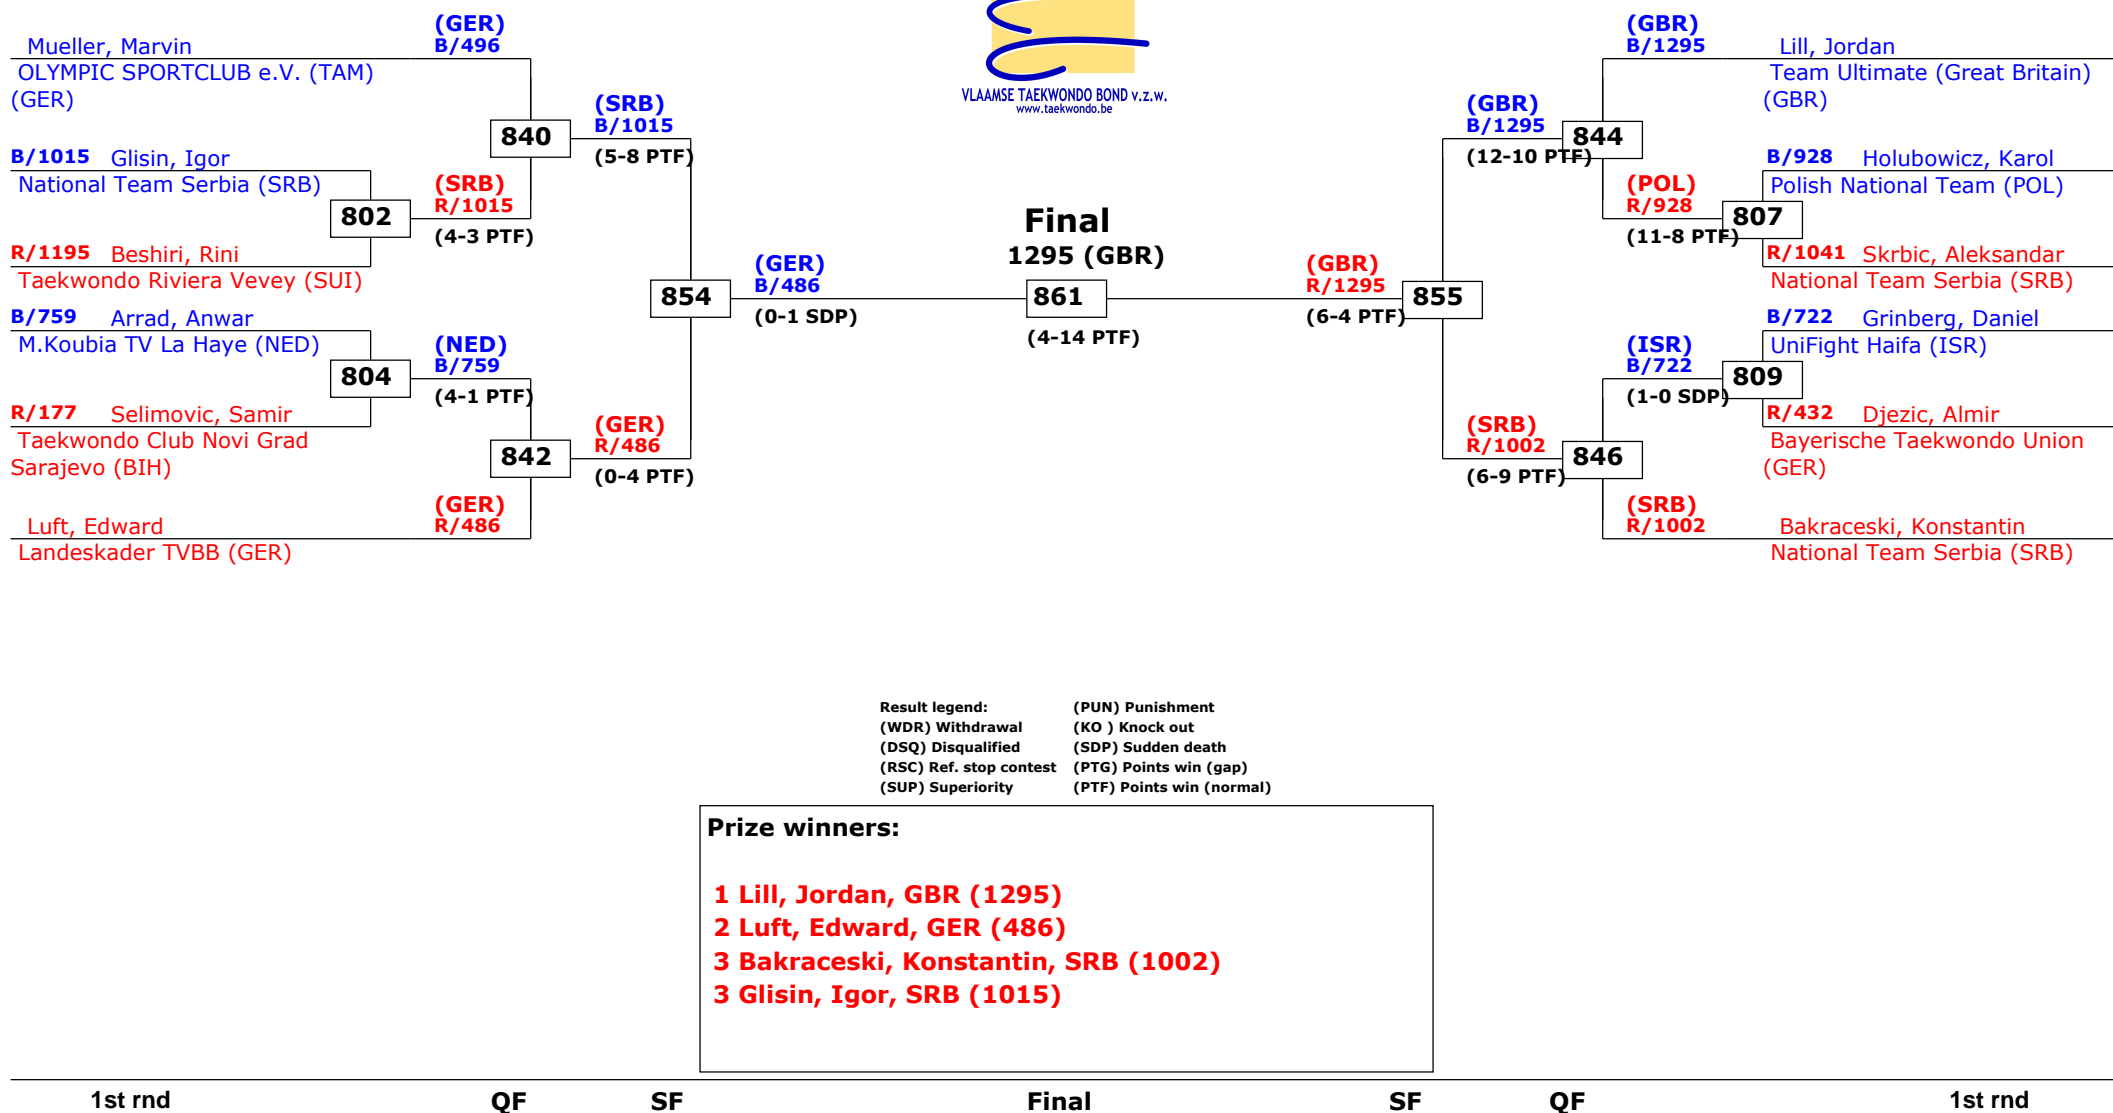 (GER)
B/496
Mueller, Marvin
OLYMPIC SPORTCLUB e.V. (TAM)
(GER)
840
(SRB)
B/1015
(5-8 PTF)
B/1015 Glisin, Igor
National Team Serbia (SRB)
802
(SRB)
R/1015
(4-3 PTF)
R/1195 Beshiri, Rini
Taekwondo Riviera Vevey (SUI)
B/759 Arrad, Anwar
M.Koubia TV La Haye (NED)
804
(NED)
B/759
(4-1 PTF)
R/177 Selimovic, Samir
Taekwondo Club Novi Grad
Sarajevo (BIH)
842
(GER)
R/486
(0-4 PTF)
(GER)
R/486
Luft, Edward
Landeskader TVBB (GER)
854
(GER)
B/486
(0-1 SDP)
VLAAMSE TAEKWONDO BOND v.z.w.
www.taekwondo.be
Final
1295 (GBR)
861
(4-14 PTF)
(GBR)
R/1295
(6-4 PTF)
855
(GBR)
B/1295
(12-10 PTF)
844
(GBR)
B/1295
Lill, Jordan
Team Ultimate (Great Britain)
(GBR)
B/928 Holubowicz, Karol
Polish National Team (POL)
(POL)
R/928
(11-8 PTF)
807
R/1041 Skrbic, Aleksandar
National Team Serbia (SRB)
B/722 Grinberg, Daniel
UniFight Haifa (ISR)
(ISR)
B/722
(1-0 SDP)
809
R/432 Djezic, Almir
Bayerische Taekwondo Union
(GER)
(SRB)
R/1002
(6-9 PTF)
846
(SRB)
R/1002
Bakraceski, Konstantin
National Team Serbia (SRB)
Result legend: (PUN) Punishment
(WDR) Withdrawal (KO ) Knock out
(DSQ) Disqualified (SDP) Sudden death
(RSC) Ref. stop contest (PTG) Points win (gap)
(SUP) Superiority (PTF) Points win (normal)
Prize winners:
1 Lill, Jordan, GBR (1295)
2 Luft, Edward, GER (486)
3 Bakraceski, Konstantin, SRB (1002)
3 Glisin, Igor, SRB (1015)
1st rnd QF SF Final SF QF 1st rnd